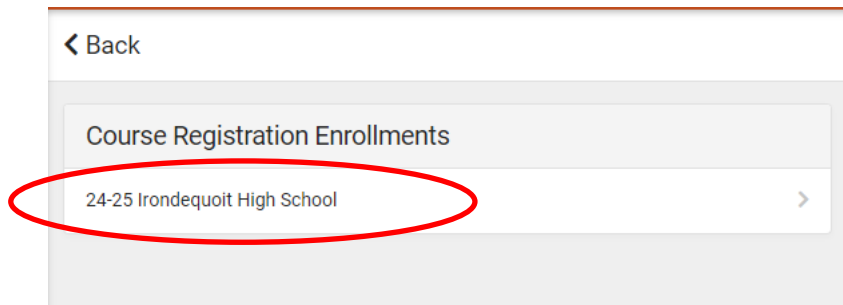 Back
Course Registration Enrollments
24-25 Irondequoit High School